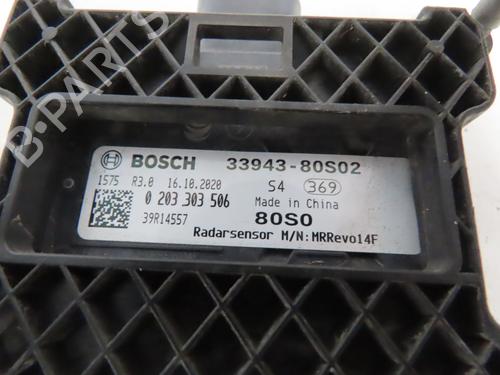 BOSCH 33943-80S02
1575 R3.0 16.10.2020 S4 369
0 203 303 506 Made in China
39R14557 80S0
Radarsensor M/N:MRRevo14F
B-PARTS